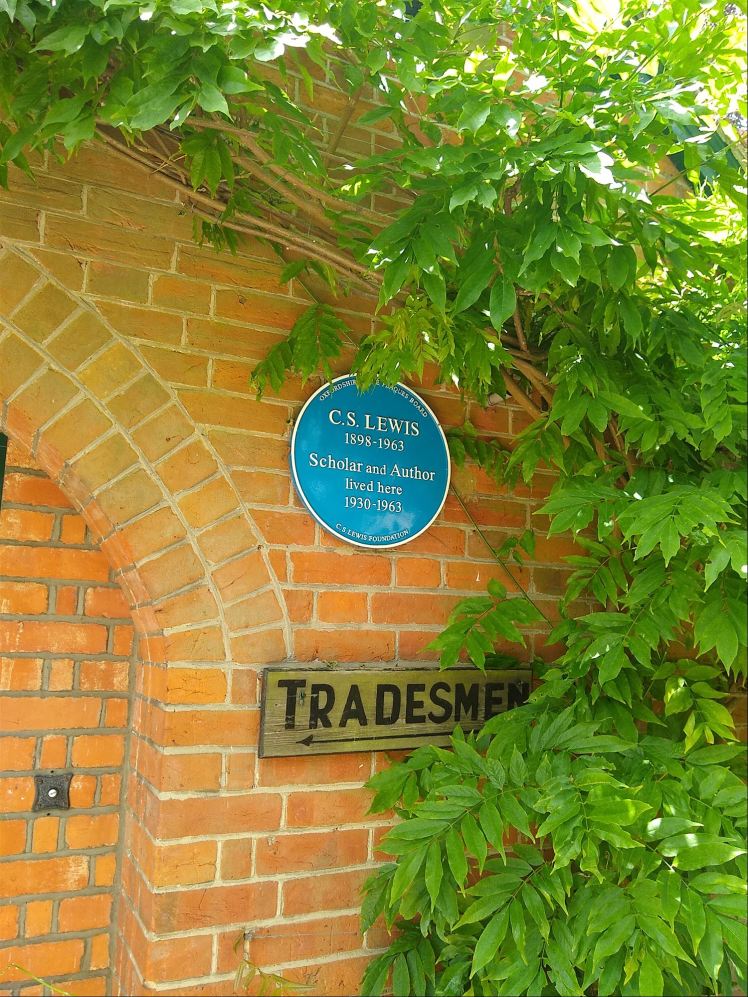 OXFORDSHIRE BLUE PLAQUES BOARD
C.S. LEWIS
1898-1963
Scholar and Author
lived here
1930-1963
C.S. LEWIS FOUNDATION
TRADESMEN